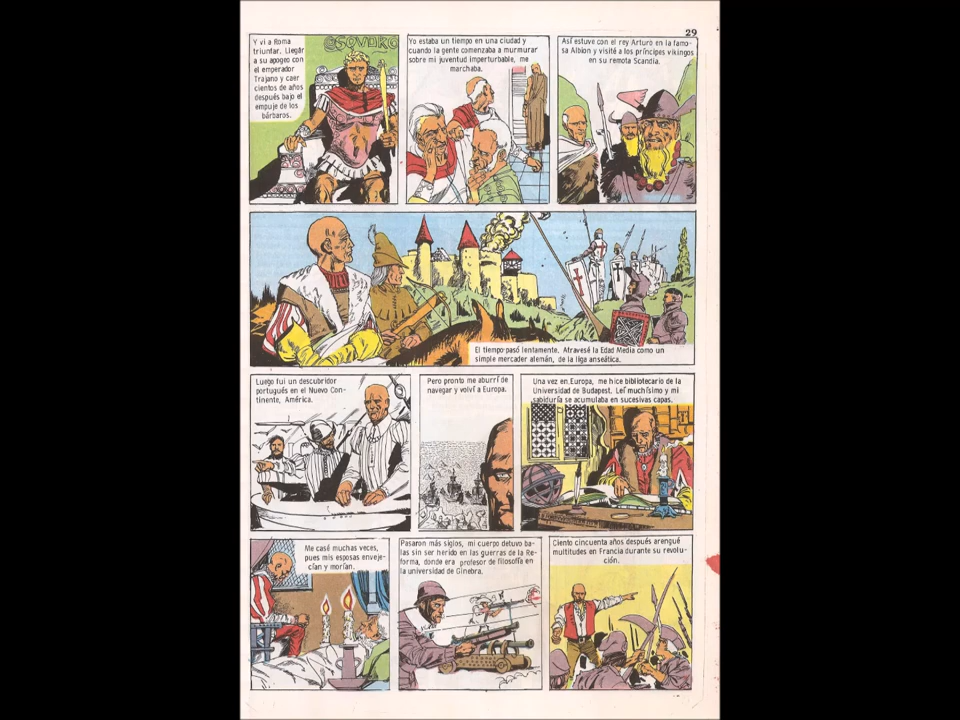 29
Y vi a Roma
triunfar. Llegar
a su apogeo con
el emperador
Trajano y caer
cientos de años
después bajo el
empuje de los
bárbaros.
Yo estaba un tiempo en una ciudad y
cuando la gente comenzaba a murmurar
sobre mi juventud imperturbable, me
marchaba.
Así estuve con el rey Arturo en la famo-
sa Albion y visité a los príncipes vikingos
en su remota Scandia.
El tiempo pasó lentamente. Atravesé la Edad Media como un
simple mercader alemán, de la liga anseática.
Luego fui un descubridor
portugués en el Nuevo Con-
tinente, América.
Pero pronto me aburrí de
navegar y volví a Europa.
Una vez en Europa, me hice bibliotecario de la
Universidad de Budapest. Leí muchísimo y mi
sabiduría se acumulaba en sucesivas capas.
Me casé muchas veces,
pues mis esposas enveje-
cían y morían.
Pasaron más siglos, mi cuerpo detuvo ba-
las sin ser herido en las guerras de la Re-
forma, donde era profesor de filosofía en
la universidad de Ginebra.
Ciento cincuenta años después arengué
multitudes en Francia durante su revolu-
ción.